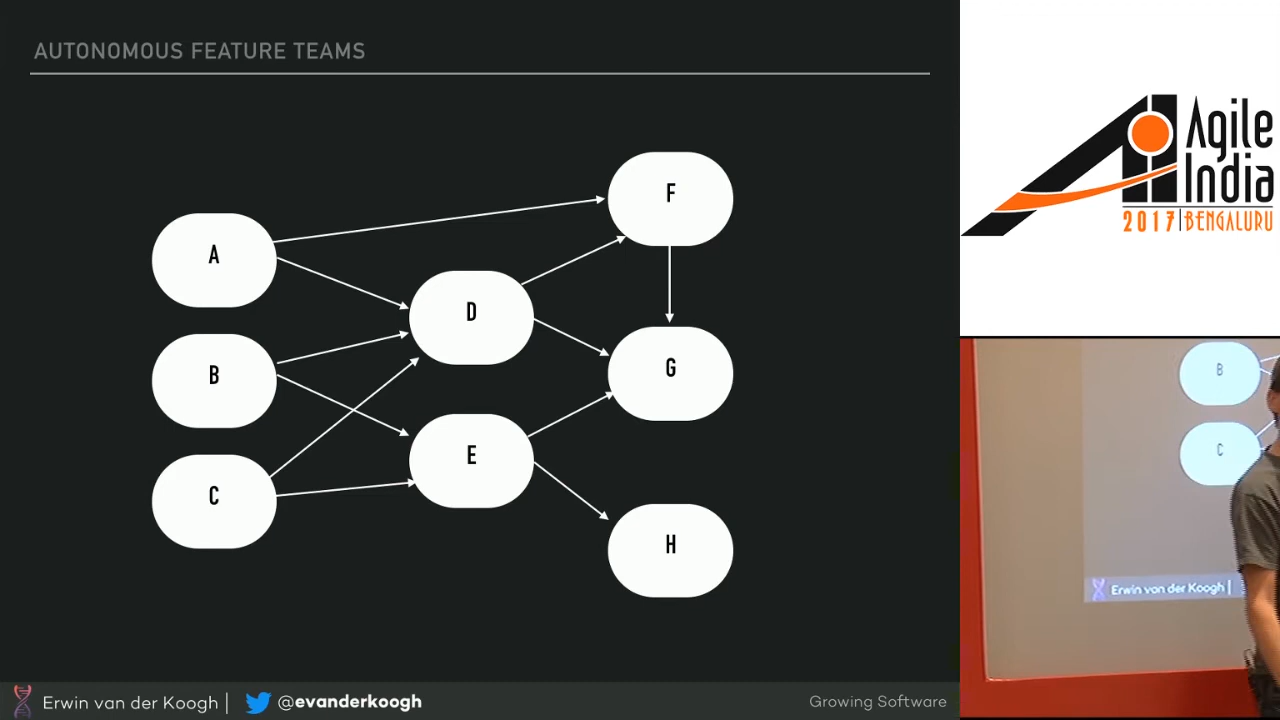 AUTONOMOUS FEATURE TEAMS
A
B
C
D
E
F
G
H
Erwin van der Koogh |
@evanderkoogh
Growing Software
Agile
India
2017 | BENGALURU
B
C
Erwin van der Koogh |